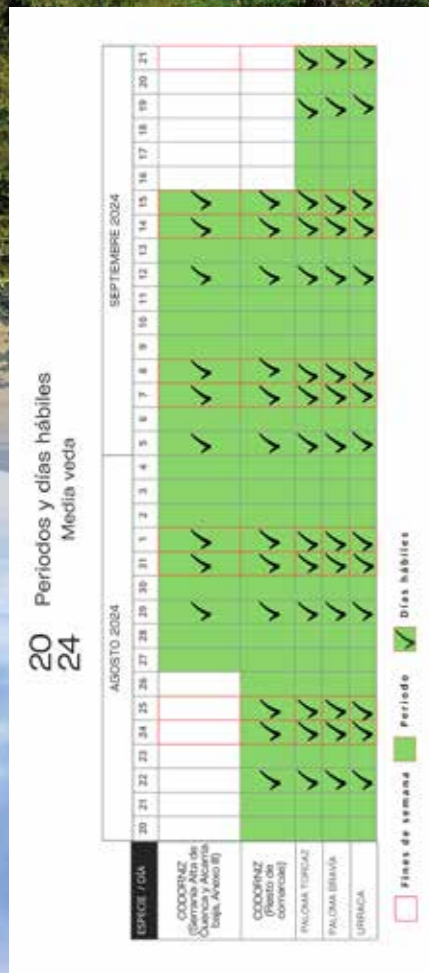 20 Periodos y días hábiles
24 Media veda
AGOSTO 2024 SEPTIEMBRE 2024
ESPECIE / DÍA 20 21 22 23 24 25 26 27 28 29 30 31 1 2 3 4 5 6 7 8 9 10 11 12 13 14 15 16 17 18 19 20 21
CODORNIZ
(Serranía Alta de
Cuenca y Alcarria
baja, Anexo III)
CODORNIZ
(Resto de
comarcas)
PALOMA TORCAZ
PALOMA BRAVÍA
URRACA
Fines de semana Periodo Días hábiles